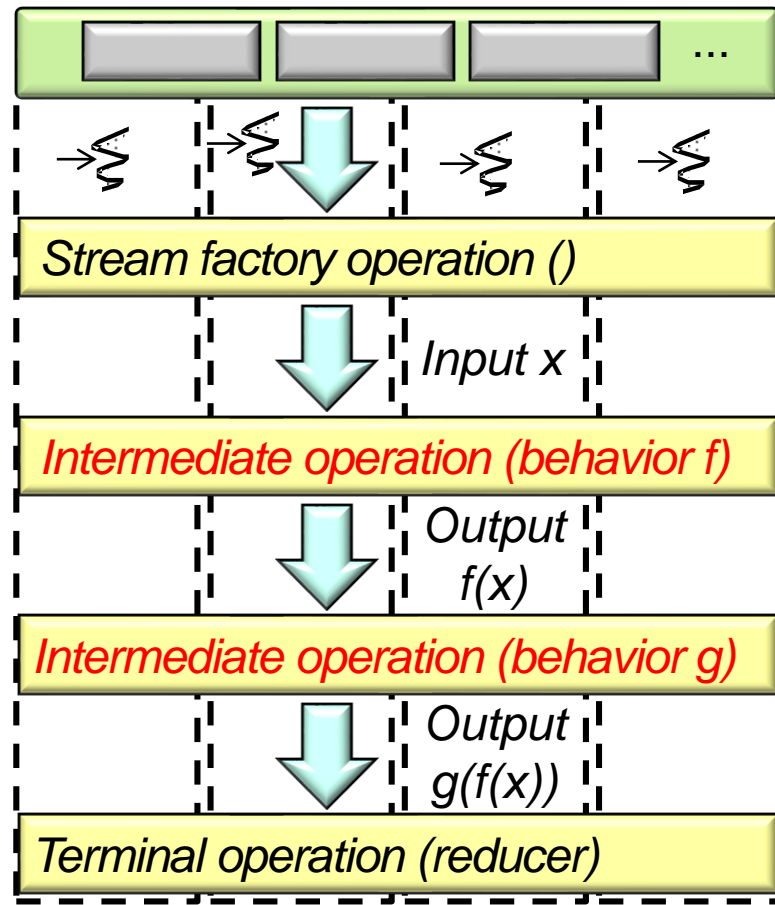 ...
Stream factory operation ()
Input x
Intermediate operation (behavior f)
Output
f(x)
Intermediate operation (behavior g)
Output
g(f(x))
Terminal operation (reducer)